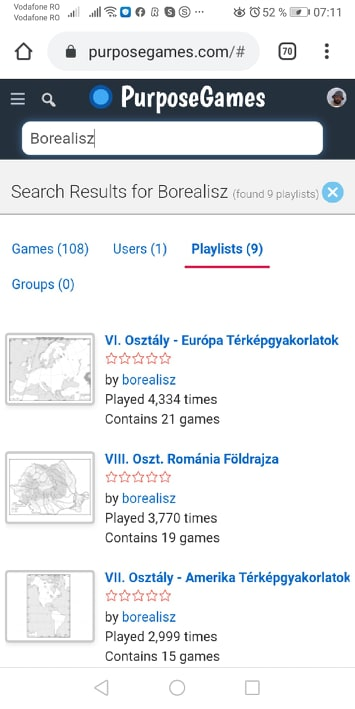 Vodafone RO
Vodafone RO
52 %
07:11
purposegames.com/#
70
PurposeGames
Borealisz
Search Results for Borealisz (found 9 playlists)
Games (108) Users (1) Playlists (9)
Groups (0)
VI. Osztály - Európa Térképgyakorlatok
by borealisz
Played 4,334 times
Contains 21 games
VIII. Oszt. Románia Földrajza
by borealisz
Played 3,770 times
Contains 19 games
VII. Osztály - Amerika Térképgyakorlatok
by borealisz
Played 2,999 times
Contains 15 games